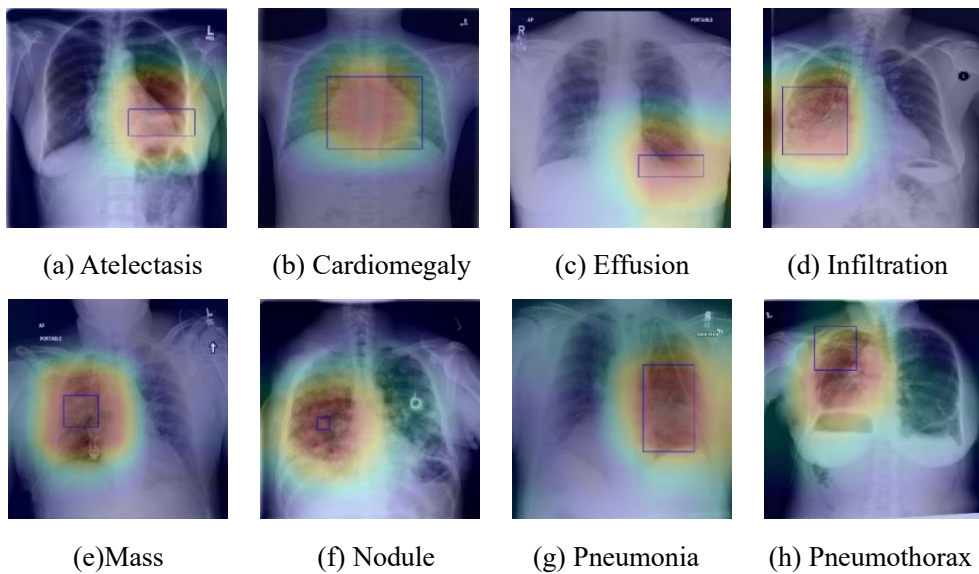 L
AP
PORTABLE
R
(a) Atelectasis
(b) Cardiomegaly
(c) Effusion
(d) Infiltration
AP
PORTABLE
L
(e)Mass
(f) Nodule
(g) Pneumonia
(h) Pneumothorax